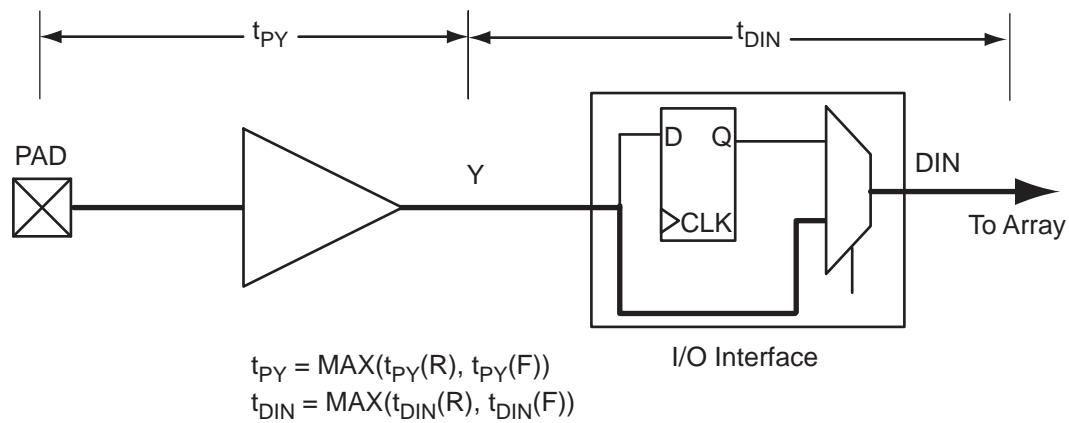 tPY
tDIN
PAD
Y
D
Q
CLK
DIN
To Array
I/O Interface
tPY = MAX(tPY(R), tPY(F))
tDIN = MAX(tDIN(R), tDIN(F))